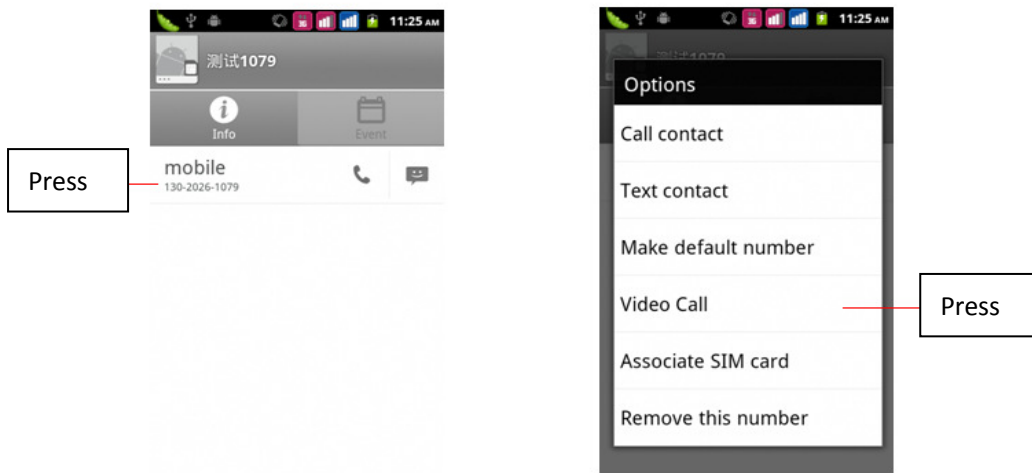 11:25 AM
测试1079
Info
Event
mobile
130-2026-1079
Press
3G
11:25 AM
测试1079
Options
Call contact
Text contact
Make default number
Video Call
Press
Associate SIM card
Remove this number